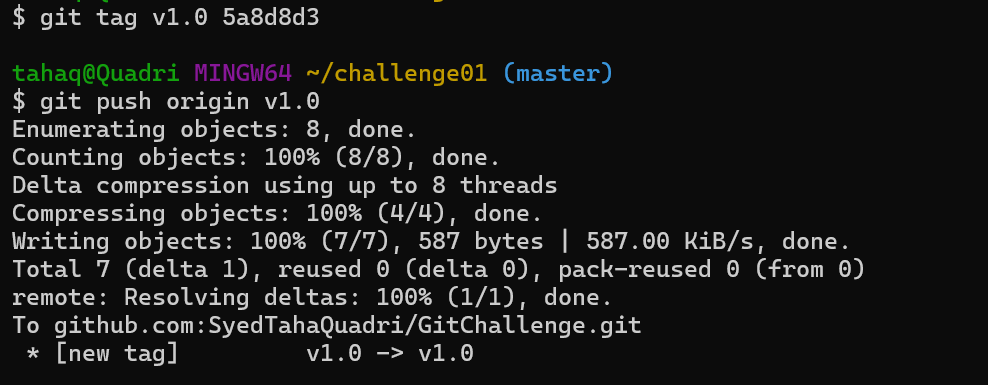 $ git tag v1.0 5a8d8d3
tahaq@Quadri MINGW64 ~/challenge01 (master)
$ git push origin v1.0
Enumerating objects: 8, done.
Counting objects: 100% (8/8), done.
Delta compression using up to 8 threads
Compressing objects: 100% (4/4), done.
Writing objects: 100% (7/7), 587 bytes | 587.00 KiB/s, done.
Total 7 (delta 1), reused 0 (delta 0), pack-reused 0 (from 0)
remote: Resolving deltas: 100% (1/1), done.
To github.com:SyedTahaQuadri/GitChallenge.git
 * [new tag]         v1.0 -> v1.0